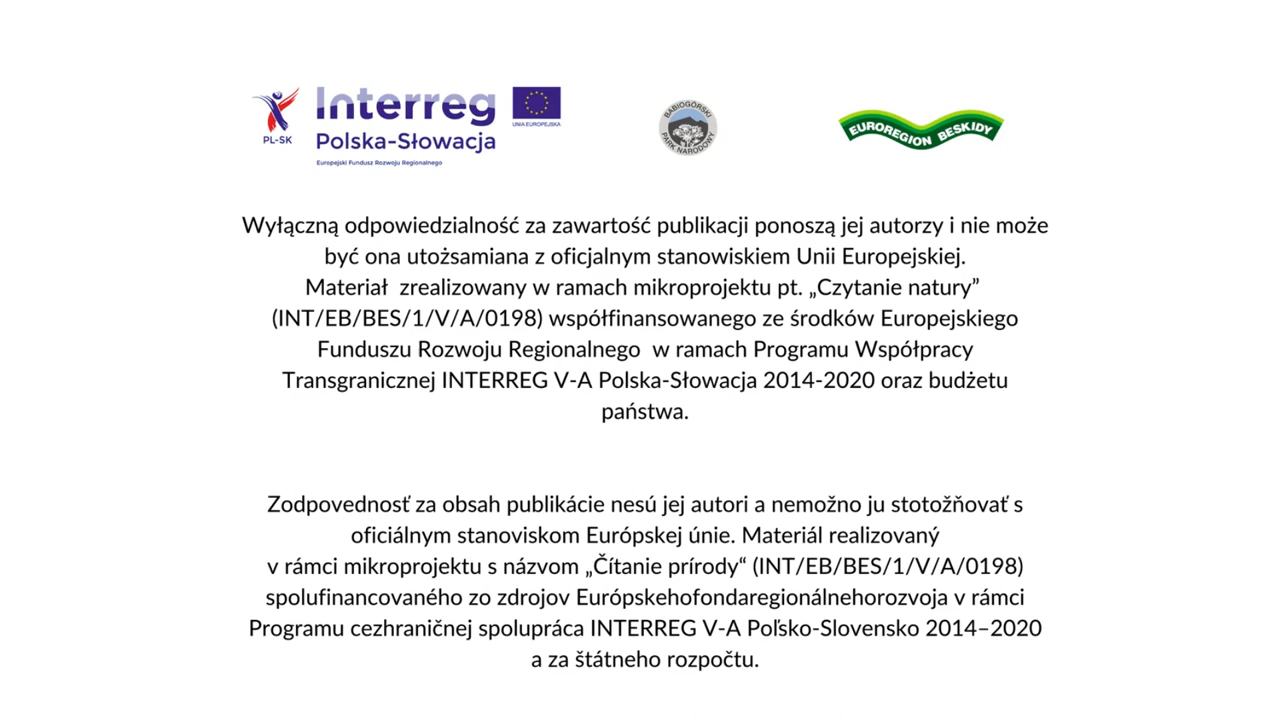 PL-SK
Interreg
Polska-Słowacja
Europejski Fundusz Rozwoju Regionalnego
UNIA EUROPEJSKA
BABIOGÓRSKI
PARK NARODOWY
EUROREGION BESKIDY
Wyłączną odpowiedzialność za zawartość publikacji ponoszą jej autorzy i nie może
być ona utożsamiana z oficjalnym stanowiskiem Unii Europejskiej.
Materiał  zrealizowany w ramach mikroprojektu pt. „Czytanie natury”
(INT/EB/BES/1/V/A/0198) współfinansowanego ze środków Europejskiego
Funduszu Rozwoju Regionalnego  w ramach Programu Współpracy
Transgranicznej INTERREG V-A Polska-Słowacja 2014-2020 oraz budżetu
państwa.
Zodpovednosť za obsah publikácie nesú jej autori a nemožno ju stotožňovať s
oficiálnym stanoviskom Európskej únie. Materiál realizovaný
v rámci mikroprojektu s názvom „Čítanie prírody“ (INT/EB/BES/1/V/A/0198)
spolufinancovaného zo zdrojov Európskehofondaregionálnehorozvoja v rámci
Programu cezhraničnej spolupráca INTERREG V-A Poľsko-Slovensko 2014–2020
a za štátneho rozpočtu.